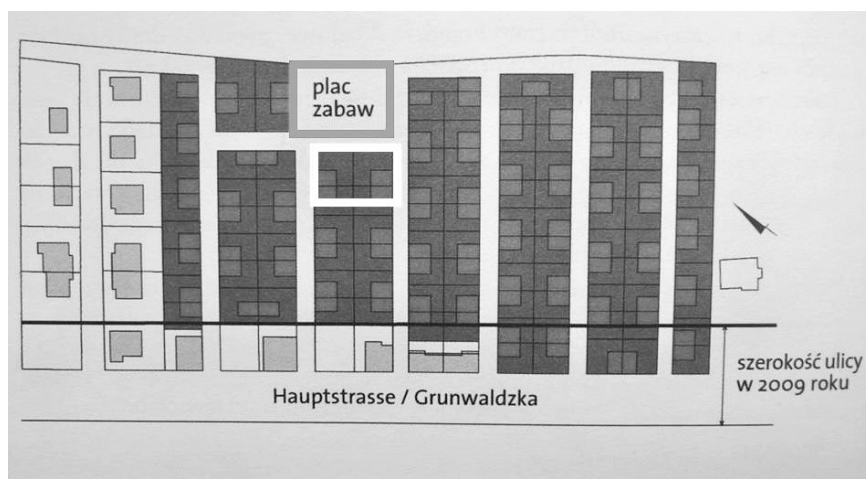 plac
zabaw
szerokość ulicy
w 2009 roku
Hauptstrasse / Grunwaldzka